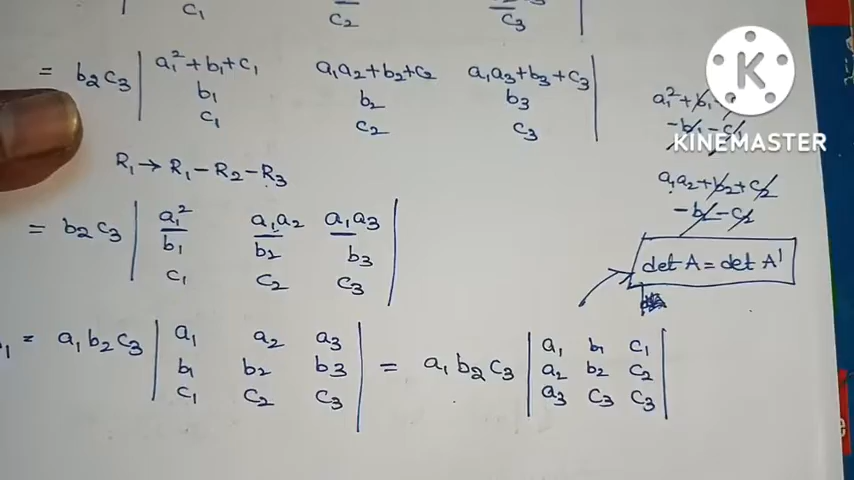 c₁ c₂ c₃
= b₂c₃ | a₁²+b₁+c₁ a₁a₂+b₂+c₂ a₁a₃+b₃+c₃ |
b₁ b₂ b₃
c₁ c₂ c₃
a₁²+b₁
-b₁-c₁
K
KINEMASTER
R₁→R₁-R₂-R₃
a₁a₂+b₂+c₂
-b₂-c₂
= b₂c₃ | a₁² a₁a₂ a₁a₃ |
b₁ b₂ b₃
c₁ c₂ c₃
det A = det A'
₁ = a₁b₂c₃ | a₁ a₂ a₃ | = a₁b₂c₃ | a₁ b₁ c₁ |
b₁ b₂ b₃ a₂ b₂ c₂
c₁ c₂ c₃ a₃ c₃ c₃